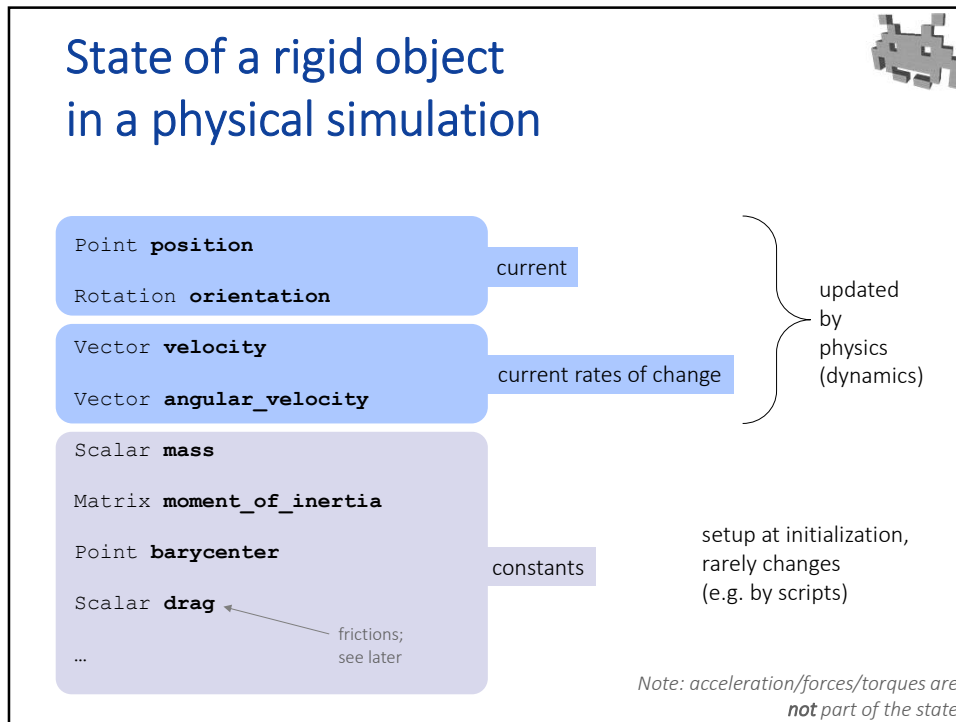 State of a rigid object
in a physical simulation
Point position
Rotation orientation
current
Vector velocity
Vector angular_velocity
current rates of change
updated
by
physics
(dynamics)
Scalar mass
Matrix moment_of_inertia
Point barycenter
Scalar drag
…
constants
frictions;
see later
setup at initialization,
rarely changes
(e.g. by scripts)
Note: acceleration/forces/torques are
not part of the state